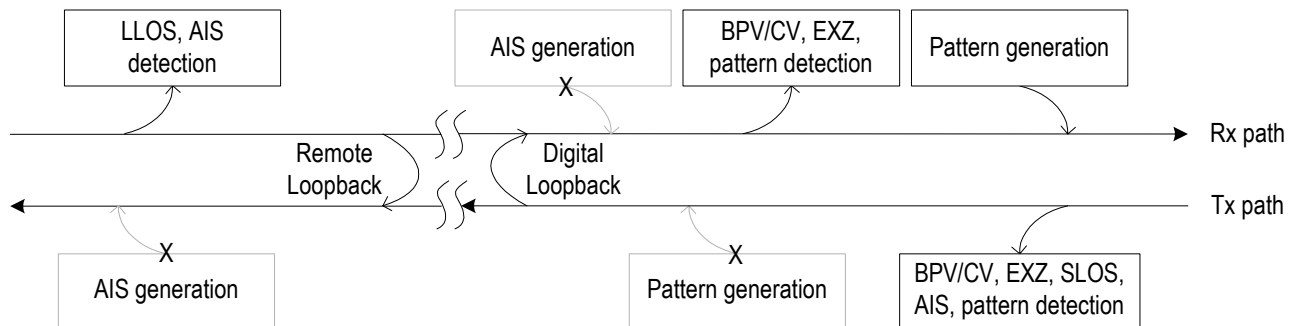 LLOS, AIS
detection
AIS generation
BPV/CV, EXZ,
pattern detection
Pattern generation
X
Rx path
Remote
Loopback
Digital
Loopback
Tx path
X
AIS generation
X
Pattern generation
BPV/CV, EXZ, SLOS,
AIS, pattern detection